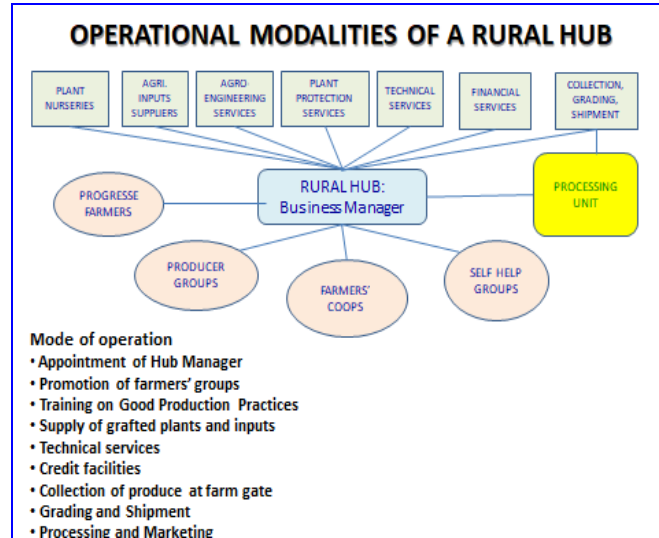 OPERATIONAL MODALITIES OF A RURAL HUB
PLANT
NURSERIES
AGRI.
INPUTS
SUPPLIERS
AGRO-
ENGINEERING
SERVICES
PLANT
PROTECTION
SERVICES
TECHNICAL
SERVICES
FINANCIAL
SERVICES
COLLECTION,
GRADING,
SHIPMENT
PROGRESSE
FARMERS
RURAL HUB:
Business Manager
PROCESSING
UNIT
PRODUCER
GROUPS
FARMERS'
COOPS
SELF HELP
GROUPS
Mode of operation
• Appointment of Hub Manager
• Promotion of farmers' groups
• Training on Good Production Practices
• Supply of grafted plants and inputs
• Technical services
• Credit facilities
• Collection of produce at farm gate
• Grading and Shipment
• Processing and Marketing